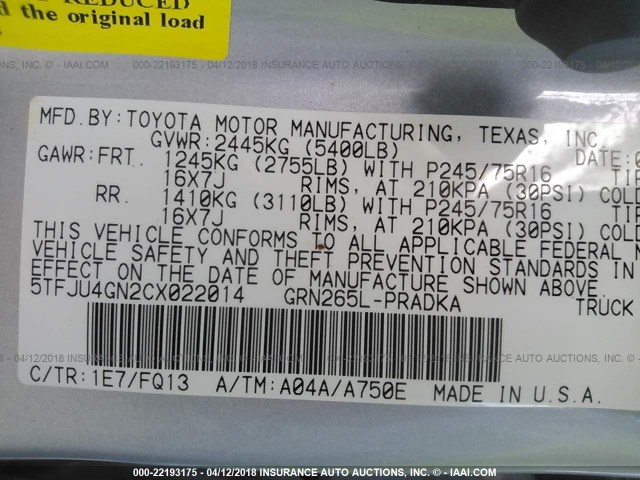 REDUCED
d the original load
000-22193175 - 04/12/2018 INSURANCE AUTO AUCTIONS, INC. © - IAAI.COM
MFD.BY:TOYOTA MOTOR MANUFACTURING, TEXAS, INC.
GVWR:2445KG (5400LB) DATE:
GAWR:FRT. 1245KG (2755LB) WITH P245/75R16
16X7J RIMS, AT 210KPA (30PSI) COLD
RR. 1410KG (3110LB) WITH P245/75R16
16X7J RIMS, AT 210KPA (30PSI) COLD
THIS VEHICLE CONFORMS TO ALL APPLICABLE FEDERAL
VEHICLE SAFETY AND THEFT PREVENTION STANDARDS
EFFECT ON THE DATE OF MANUFACTURE SHOWN ABOVE
5TFJU4GN2CX022014 GRN265L-PRADKA TRUCK
000-22193175 - 04/12/2018 INSURANCE AUTO AUCTIONS, INC. © - IAAI.COM
C/TR:1E7/FQ13 A/TM:A04A/A750E MADE IN U.S.A.
000-22193175 - 04/12/2018 INSURANCE AUTO AUCTIONS, INC. © - IAAI.COM